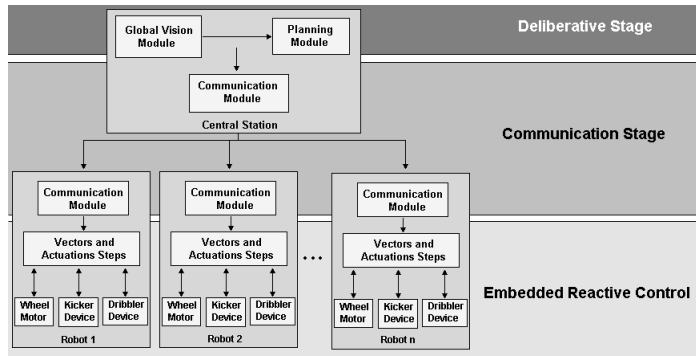 Deliberative Stage
Global Vision
Module
Planning
Module
Communication
Module
Central Station
Communication Stage
Communication
Module
Vectors and
Actuations Steps
Wheel
Motor
Kicker
Device
Dribbler
Device
Robot 1
Communication
Module
Vectors and
Actuations Steps
Wheel
Motor
Kicker
Device
Dribbler
Device
Robot 2
...
Communication
Module
Vectors and
Actuations Steps
Wheel
Motor
Kicker
Device
Dribbler
Device
Robot n
Embedded Reactive Control